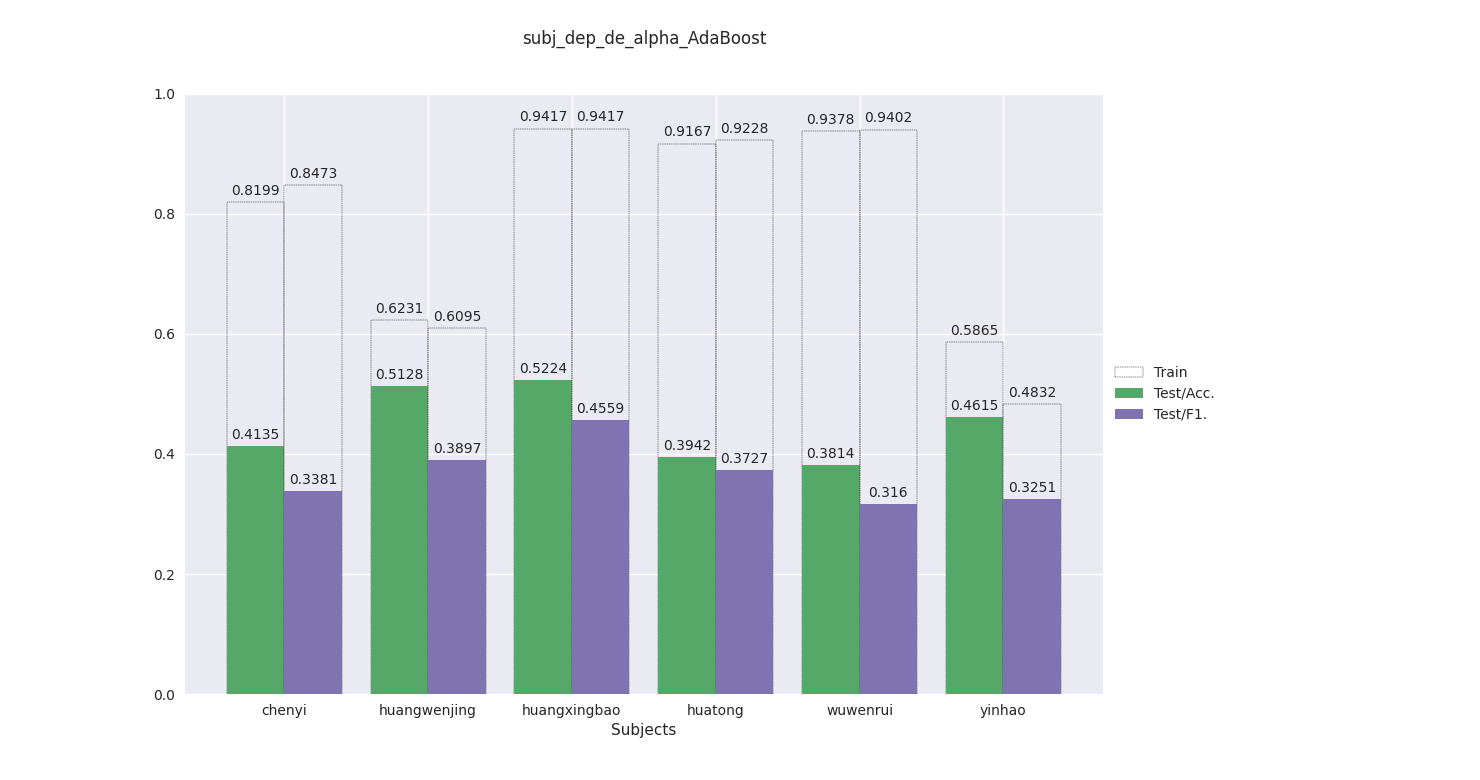 subj_dep_de_alpha_AdaBoost
1.0
0.8
0.6
0.4
0.2
0.0
0.8199
0.8473
0.4135
0.3381
0.6231
0.6095
0.5128
0.3897
0.9417
0.9417
0.5224
0.4559
0.9167
0.9228
0.3942
0.3727
0.9378
0.9402
0.3814
0.316
0.5865
0.4832
0.4615
0.3251
chenyi
huangwenjing
huangxingbao
huatong
wuwenrui
yinhao
Subjects
Train
Test/Acc.
Test/F1.